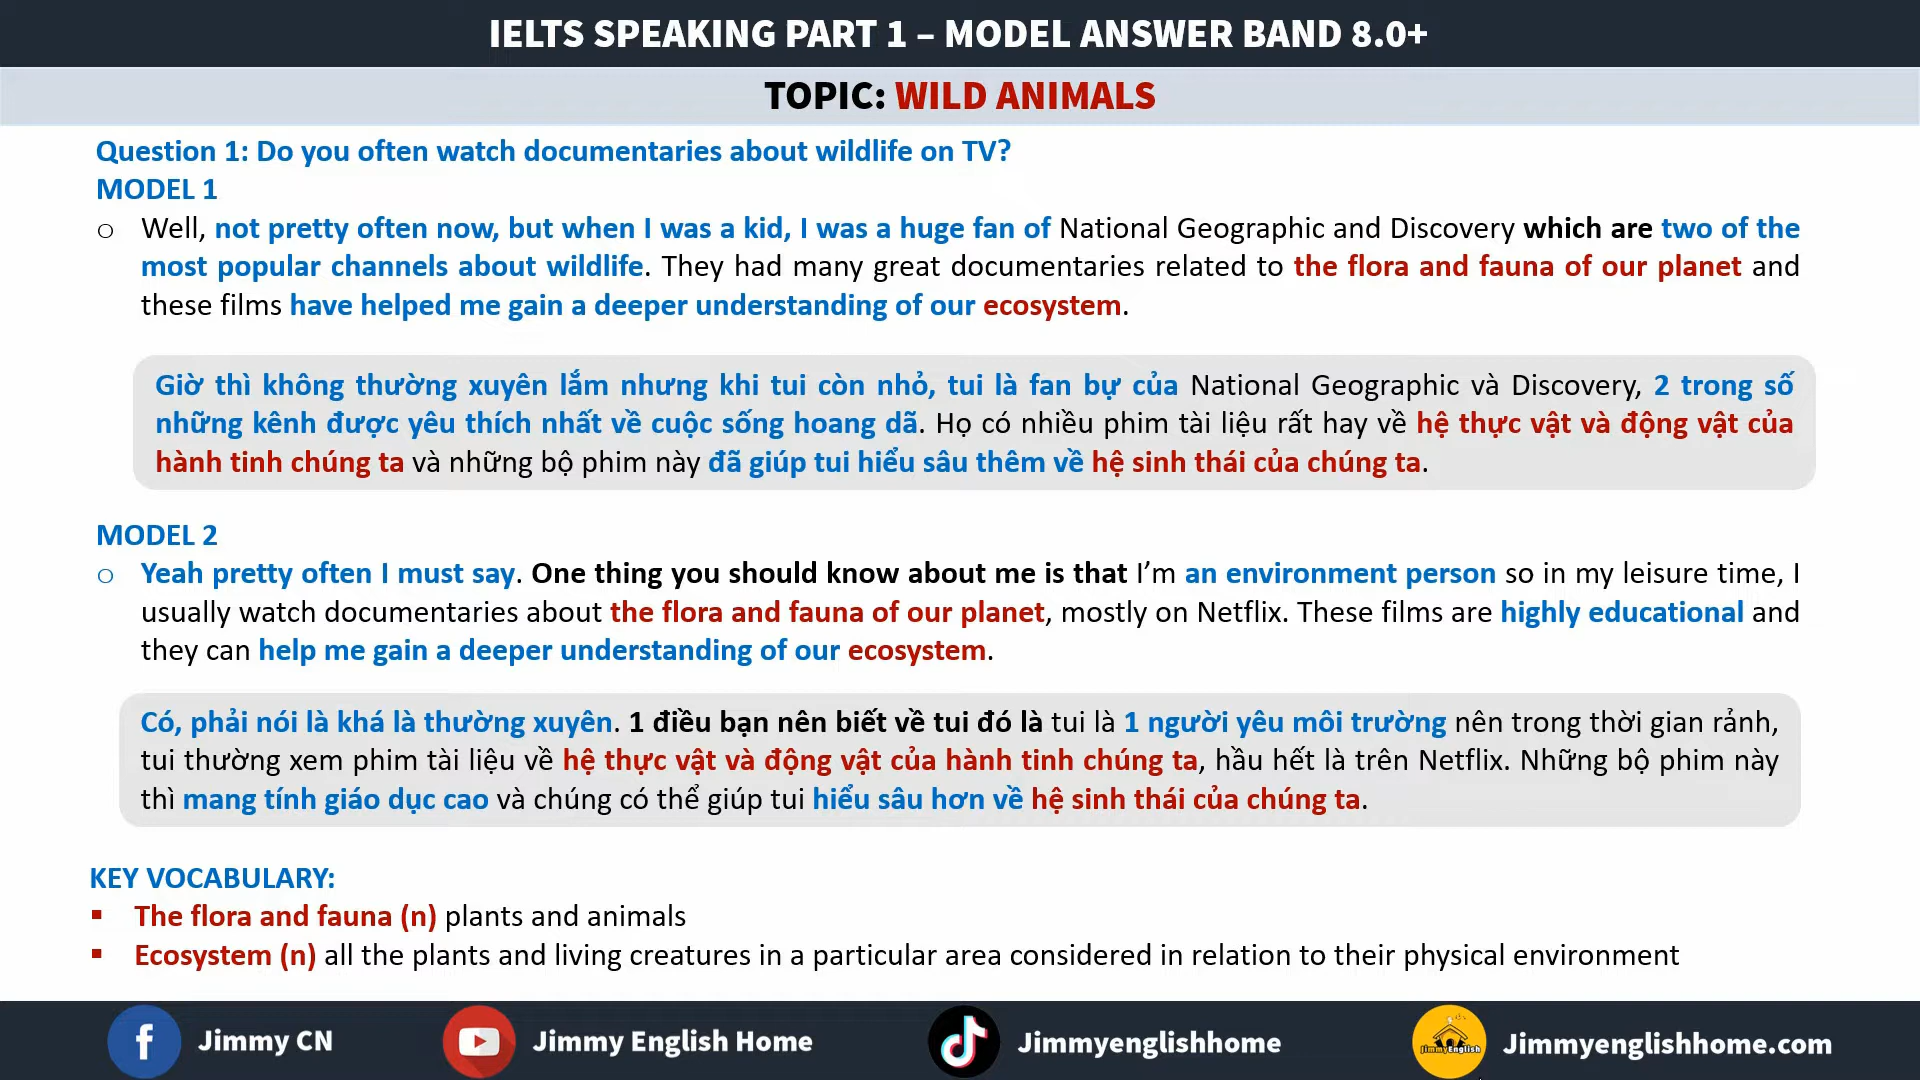 IELTS SPEAKING PART 1 – MODEL ANSWER BAND 8.0+
TOPIC: WILD ANIMALS
Question 1: Do you often watch documentaries about wildlife on TV?
MODEL 1
o Well, not pretty often now, but when I was a kid, I was a huge fan of National Geographic and Discovery which are two of the
most popular channels about wildlife. They had many great documentaries related to the flora and fauna of our planet and
these films have helped me gain a deeper understanding of our ecosystem.
Giờ thì không thường xuyên lắm nhưng khi tui còn nhỏ, tui là fan bự của National Geographic và Discovery, 2 trong số
những kênh được yêu thích nhất về cuộc sống hoang dã. Họ có nhiều phim tài liệu rất hay về hệ thực vật và động vật của
hành tinh chúng ta và những bộ phim này đã giúp tui hiểu sâu thêm về hệ sinh thái của chúng ta.
MODEL 2
o Yeah pretty often I must say. One thing you should know about me is that I’m an environment person so in my leisure time, I
usually watch documentaries about the flora and fauna of our planet, mostly on Netflix. These films are highly educational and
they can help me gain a deeper understanding of our ecosystem.
Có, phải nói là khá là thường xuyên. 1 điều bạn nên biết về tui đó là tui là 1 người yêu môi trường nên trong thời gian rảnh,
tui thường xem phim tài liệu về hệ thực vật và động vật của hành tinh chúng ta, hầu hết là trên Netflix. Những bộ phim này
thì mang tính giáo dục cao và chúng có thể giúp tui hiểu sâu hơn về hệ sinh thái của chúng ta.
KEY VOCABULARY:
▪ The flora and fauna (n) plants and animals
▪ Ecosystem (n) all the plants and living creatures in a particular area considered in relation to their physical environment
Jimmy CN
Jimmy English Home
Jimmyenglishhome
JimmyEnglish
Jimmyenglishhome.com